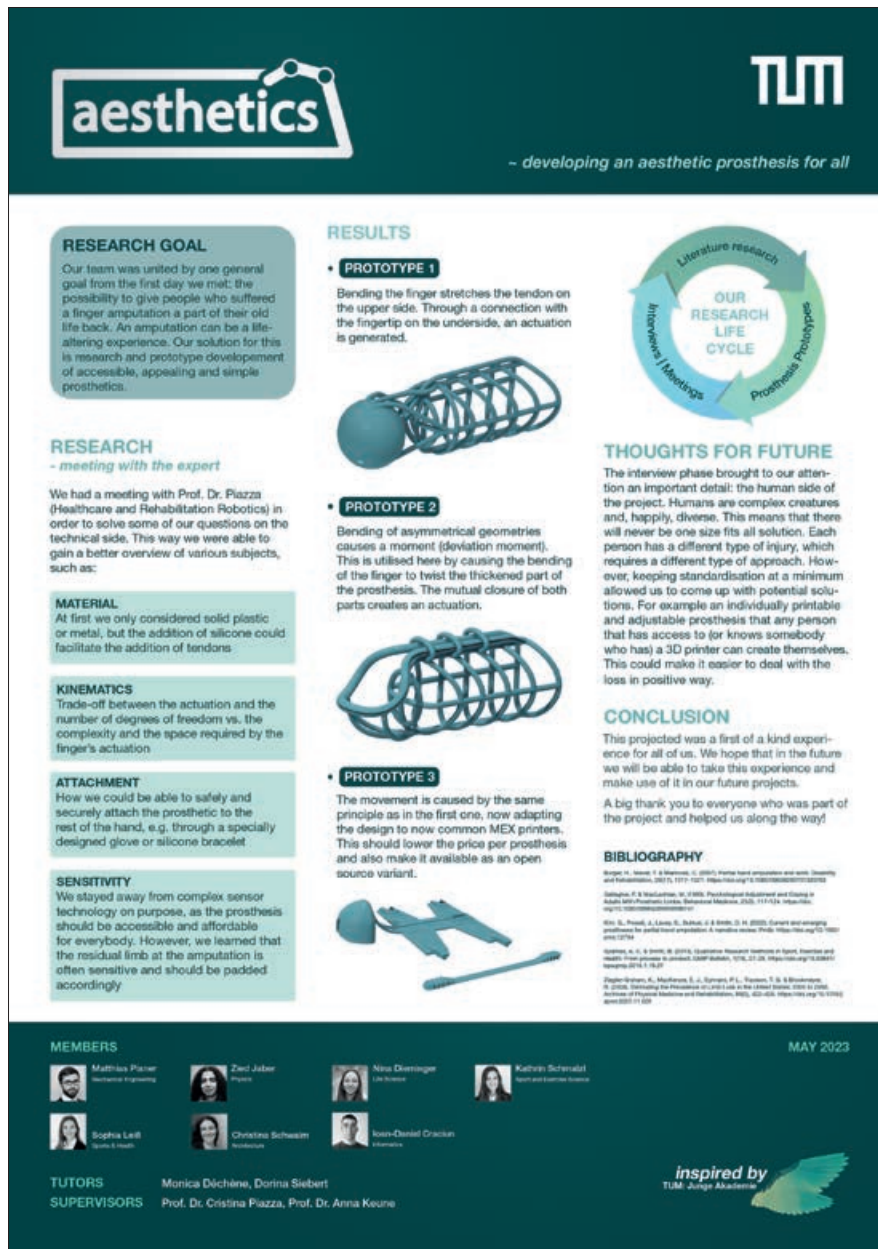 aesthetics
TUM
~ developing an aesthetic prosthesis for all
RESEARCH GOAL
Our team was united by one general
goal from the first day we met: the
possibility to give people who suffered
a finger amputation a part of their old
life back. An amputation can be a life-
altering experience. Our solution for this
is research and prototype developement
of accessible, appealing and simple
prosthetics.
RESEARCH
- meeting with the expert
We had a meeting with Prof. Dr. Piazza
(Healthcare and Rehabilitation Robotics) in
order to solve some of our questions on the
technical side. This way we were able to
gain a better overview of various subjects,
such as:
MATERIAL
At first we only considered solid plastic
or metal, but the addition of silicone could
facilitate the addition of tendons
KINEMATICS
Trade-off between the actuation and the
number of degrees of freedom vs. the
complexity and the space required by the
finger's actuation
ATTACHMENT
How we could be able to safely and
securely attach the prosthetic to the
rest of the hand, e.g. through a specially
designed glove or silicone bracelet
SENSITIVITY
We stayed away from complex sensor
technology on purpose, as the prosthesis
should be accessible and affordable
for everybody. However, we learned that
the residual limb at the amputation is
often sensitive and should be padded
accordingly
RESULTS
• PROTOTYPE 1
Bending the finger stretches the tendon on
the upper side. Through a connection with
the fingertip on the underside, an actuation
is generated.
• PROTOTYPE 2
Bending of asymmetrical geometries
causes a moment (deviation moment).
This is utilised here by causing the bending
of the finger to twist the thickened part of
the prosthesis. The mutual closure of both
parts creates an actuation.
• PROTOTYPE 3
The movement is caused by the same
principle as in the first one, now adapting
the design to now common MEX printers.
This should lower the price per prosthesis
and also make it available as an open
source variant.
Literature research
Prosthesis Prototypes
Interviews | Meetings
OUR
RESEARCH
LIFE
CYCLE
THOUGHTS FOR FUTURE
The interview phase brought to our atten-
tion an important detail: the human side of
the project. Humans are complex creatures
and, happily, diverse. This means that there
will never be one size fits all solution. Each
person has a different type of injury, which
requires a different type of approach. How-
ever, keeping standardisation at a minimum
allowed us to come up with potential solu-
tions. For example an individually printable
and adjustable prosthesis that any person
that has access to (or knows somebody
who has) a 3D printer can create themselves.
This could make it easier to deal with the
loss in positive way.
CONCLUSION
This projected was a first of a kind experi-
ence for all of us. We hope that in the future
we will be able to take this experience and
make use of it in our future projects.
A big thank you to everyone who was part of
the project and helped us along the way!
BIBLIOGRAPHY
MEMBERS
MAY 2023
Mechanical Engineering
Zied Jaber
Physics
Nina Dieminger
Life Science
Kathrin Schmalzl
Sport and Exercise Science
Sophia Leiß
Sports & Health
Architecture
Ioan-Daniel Craciun
Informatics
TUTORS Monica Déchène, Dorina Siebert
SUPERVISORS Prof. Dr. Cristina Piazza, Prof. Dr. Anna Keune
inspired by
TUM: Junge Akademie